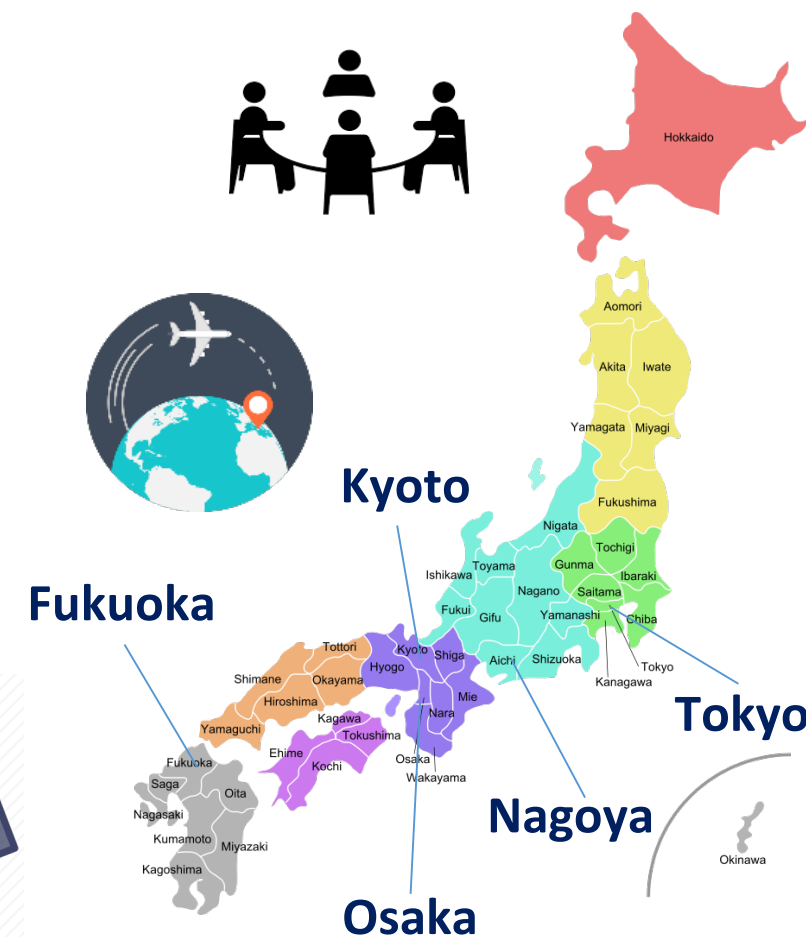 Hokkaido
Aomori
Akita
Iwate
Yamagata
Miyagi
Kyoto
Fukushima
Nigata
Tochigi
Toyama
Gunma
Ishikawa
Ibaraki
Nagano
Saitama
Fukuoka
Fukui
Gifu
Yamanashi
Chiba
Tottori
Kyoto
Shiga
Hyogo
Aichi
Shizuoka
Tokyo
Shimane
Okayama
Kanagawa
Mie
Hiroshima
Nara
Tokyo
Kagawa
Yamaguchi
Tokushima
Ehime
Osaka
Fukuoka
Kochi
Wakayama
Saga
Oita
Nagasaki
Nagoya
Kumamoto
Miyazaki
Okinawa
Kagoshima
Osaka